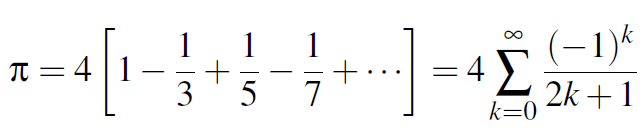 π = 4 [1 − 1/3 + 1/5 − 1/7 + ⋯] = 4 ∑_{k=0}^{∞} (−1)^k / (2k + 1)